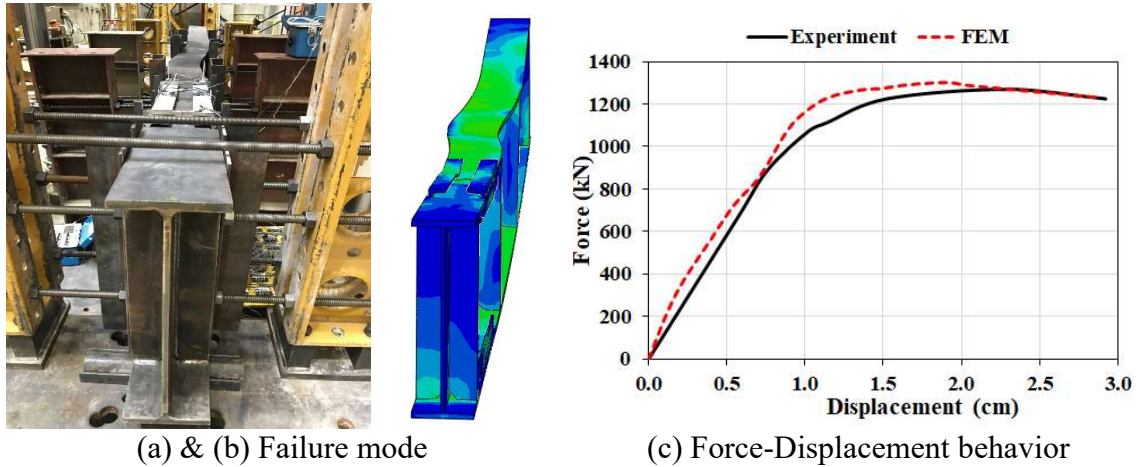 Experiment
FEM
1400
1200
1000
800
600
400
200
0
Force (kN)
0.0 0.5 1.0 1.5 2.0 2.5 3.0
Displacement (cm)
(a) & (b) Failure mode
(c) Force-Displacement behavior